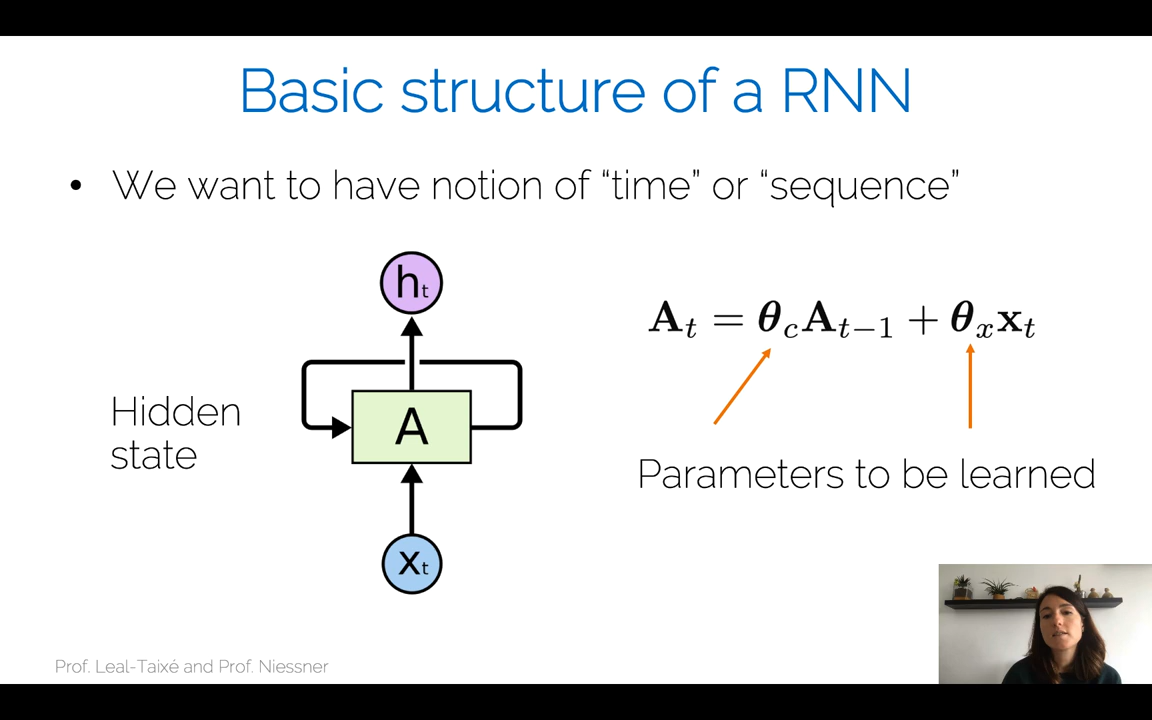 Basic structure of a RNN
• We want to have notion of “time” or “sequence”
hₜ
Aₜ = θ_c Aₜ₋₁ + θₓxₜ
Hidden
state
A
Parameters to be learned
xₜ
Prof. Leal-Taixé and Prof. Niessner